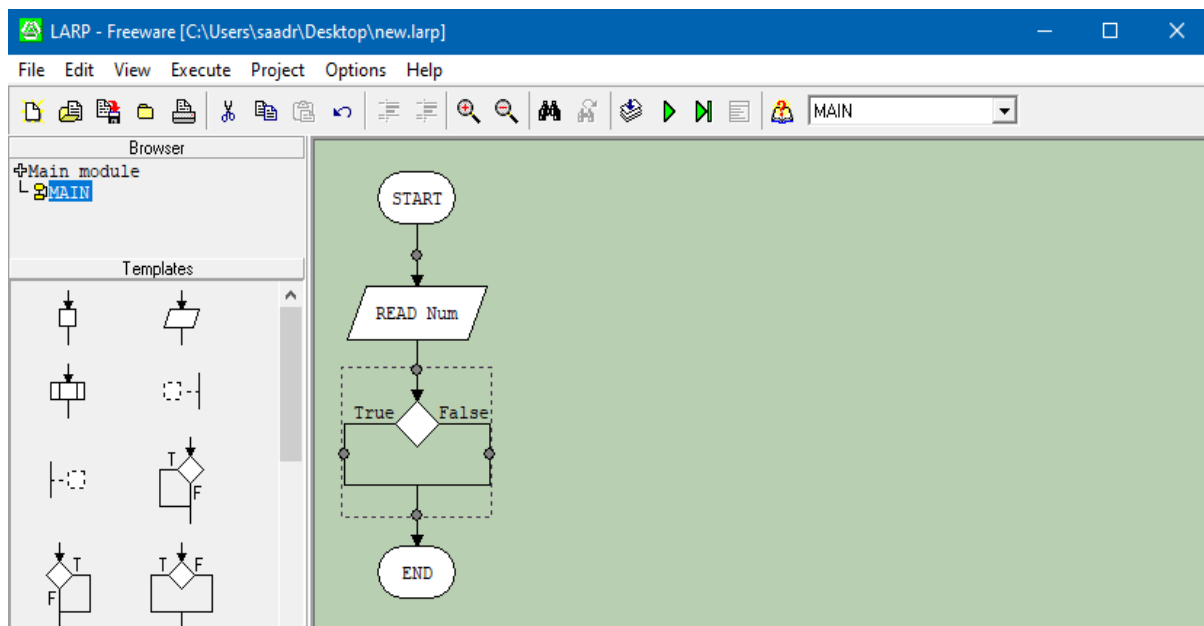 LARP - Freeware [C:\Users\saadr\Desktop\new.larp]
File Edit View Execute Project Options Help
MAIN
Browser
Main module
MAIN
Templates
T
F
T
F
T F
START
READ Num
True False
END